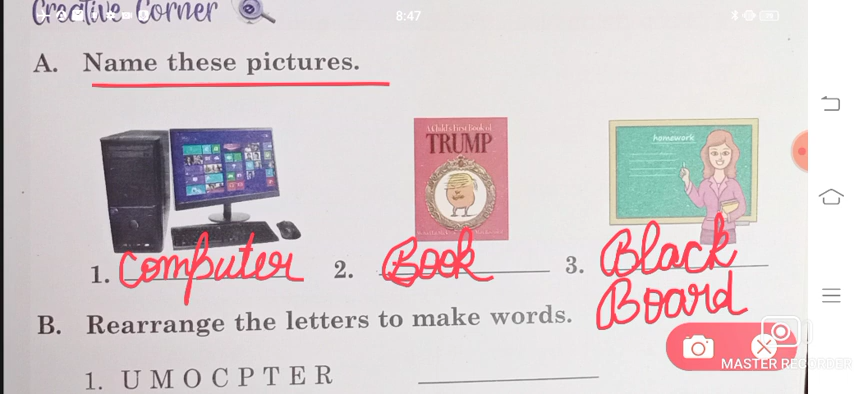 Creative Corner
8:47
A. Name these pictures.
A Child's First Book of
TRUMP
homework
1. Computer 2. Book 3. Black
Board
B. Rearrange the letters to make words.
1. U M O C P T E R
MASTER RECORDER